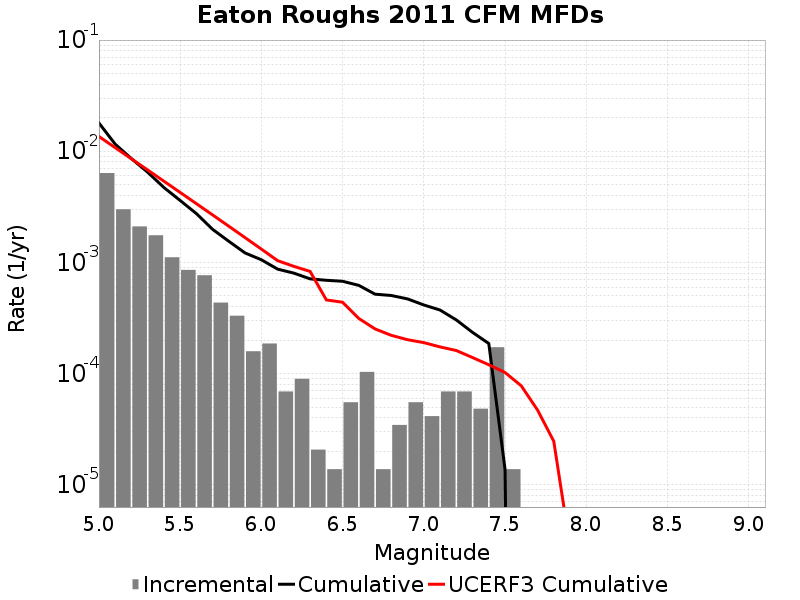 Eaton Roughs 2011 CFM MFDs
10-1
10-2
10-3
10-4
10-5
Rate (1/yr)
5.0 5.5 6.0 6.5 7.0 7.5 8.0 8.5 9.0
Magnitude
Incremental Cumulative UCERF3 Cumulative